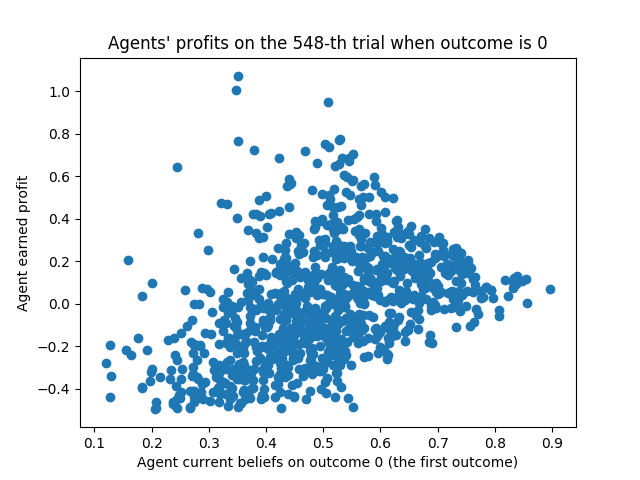 Agents' profits on the 548-th trial when outcome is 0
1.0
0.8
0.6
0.4
0.2
0.0
−0.2
−0.4
Agent earned profit
0.1 0.2 0.3 0.4 0.5 0.6 0.7 0.8 0.9
Agent current beliefs on outcome 0 (the first outcome)